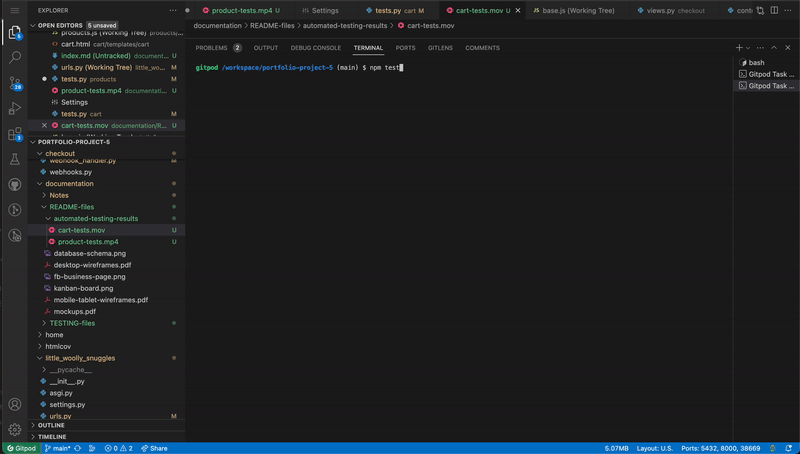 EXPLORER
OPEN EDITORS 5 unsaved
products.js (Working Tree)
cart.html cart/templates/cart
index.md (Untracked) document...
urls.py (Working Tree) little_wo...
tests.py products
product-tests.mp4 documentatio...
Settings
tests.py cart
cart-tests.mov documentation/R...
PORTFOLIO-PROJECT-5
checkout
webhook_handler.py M
webhooks.py
documentation
Notes
README-files
automated-testing-results
cart-tests.mov U
product-tests.mp4 U
database-schema.png
desktop-wireframes.pdf
fb-business-page.png
kanban-board.png
mobile-tablet-wireframes.pdf
mockups.pdf
TESTING-files
home
htmlcov
little_woolly_snuggles
__pycache__
__init__.py
asgi.py
settings.py
urls.py M
OUTLINE
TIMELINE
product-tests.mp4 U Settings tests.py cart M cart-tests.mov U base.js (Working Tree) views.py checkout
documentation > README-files > automated-testing-results > cart-tests.mov
PROBLEMS 2 OUTPUT DEBUG CONSOLE TERMINAL PORTS GITLENS COMMENTS
gitpod /workspace/portfolio-project-5 (main) $ npm test
bash
Gitpod Task ...
Gitpod Task ...
Gitpod main* 0 2 Share 5.07MB Layout: U.S. Ports: 5432, 8000, 38669